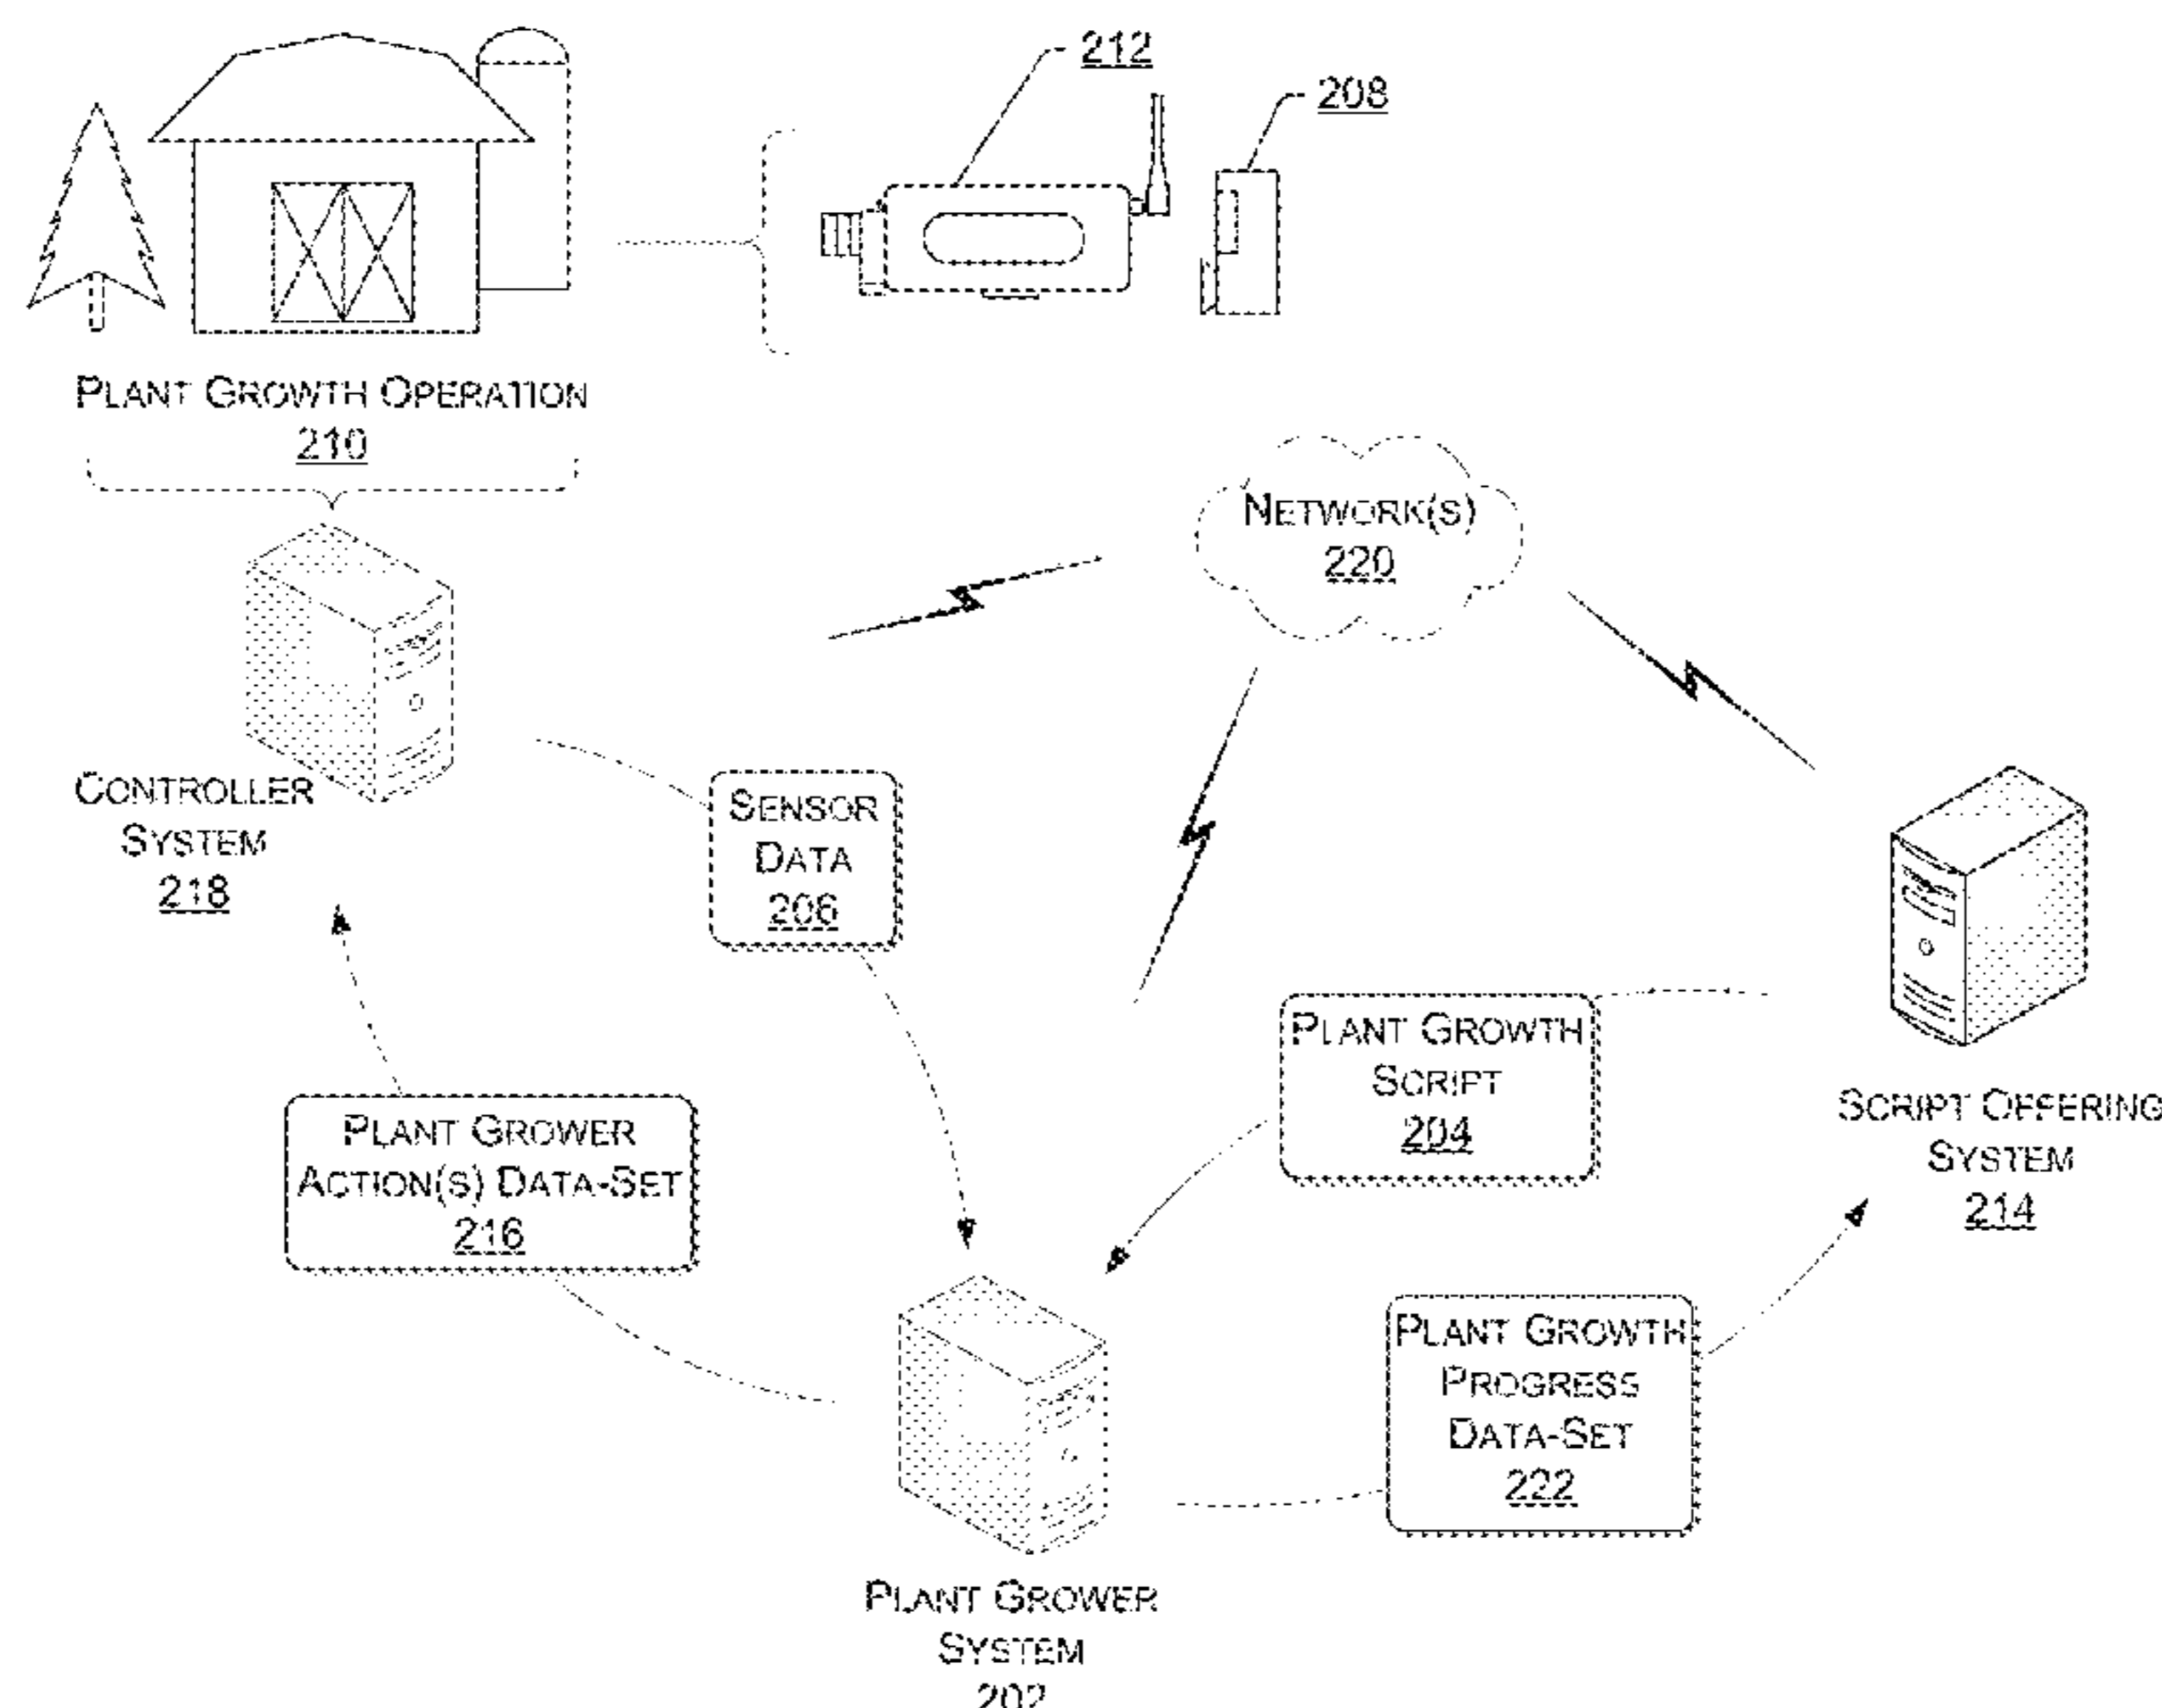 212
208
PLANT GROWTH OPERATION
210
NETWORK(S)
220
CONTROLLER
SYSTEM
218
SENSOR
DATA
206
PLANT GROWTH
SCRIPT
204
SCRIPT OFFERING
SYSTEM
214
PLANT GROWER
ACTION(S) DATA-SET
216
PLANT GROWTH
PROGRESS
DATA-SET
222
PLANT GROWER
SYSTEM
202